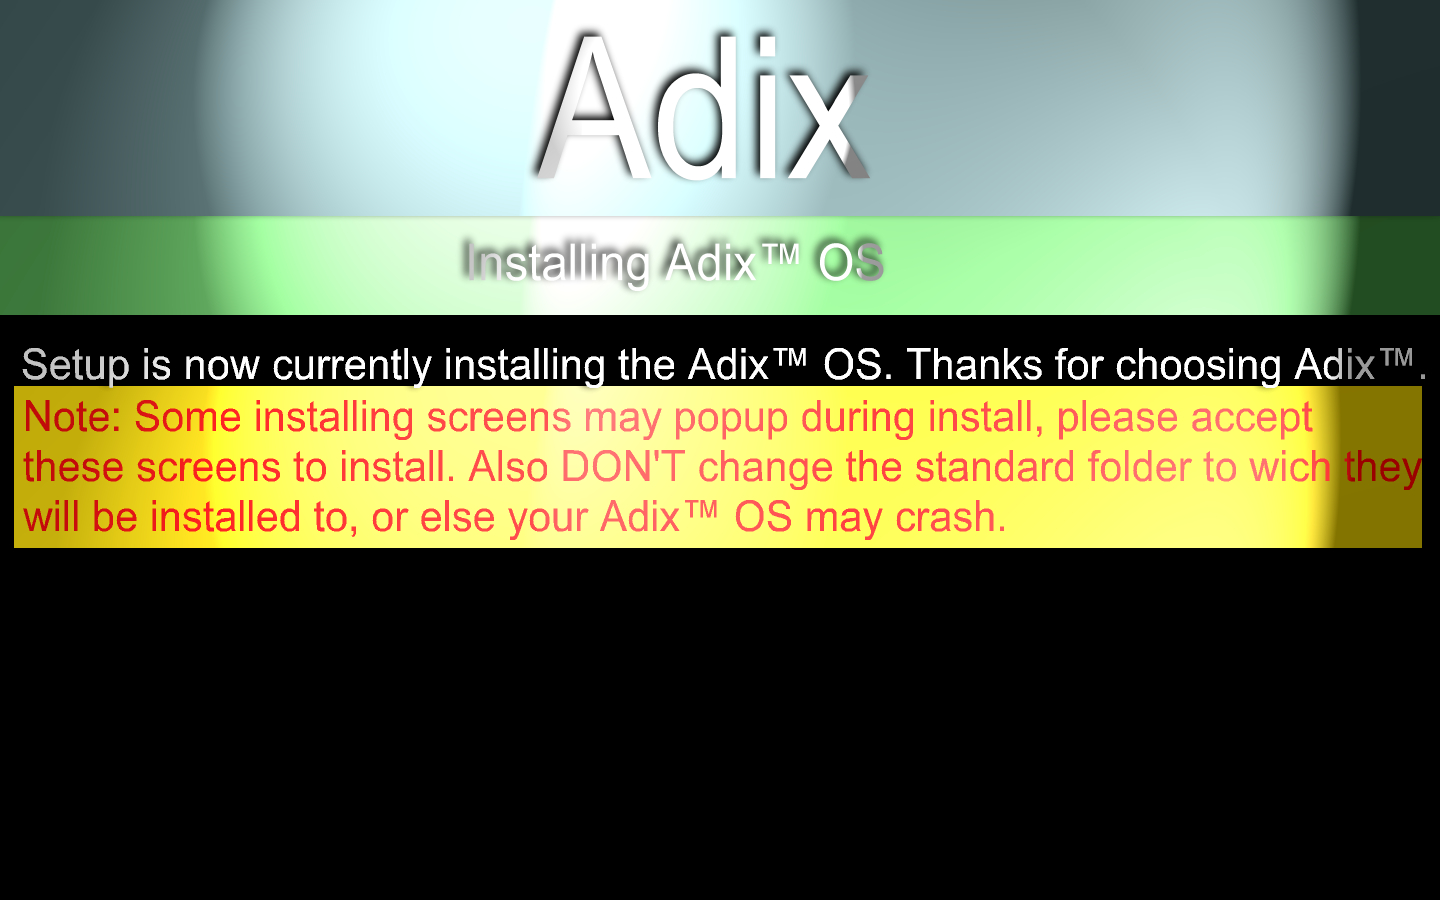 Adix
Installing Adix™ OS
Setup is now currently installing the Adix™ OS. Thanks for choosing Adix™.
Note: Some installing screens may popup during install, please accept
these screens to install. Also DON'T change the standard folder to wich they
will be installed to, or else your Adix™ OS may crash.